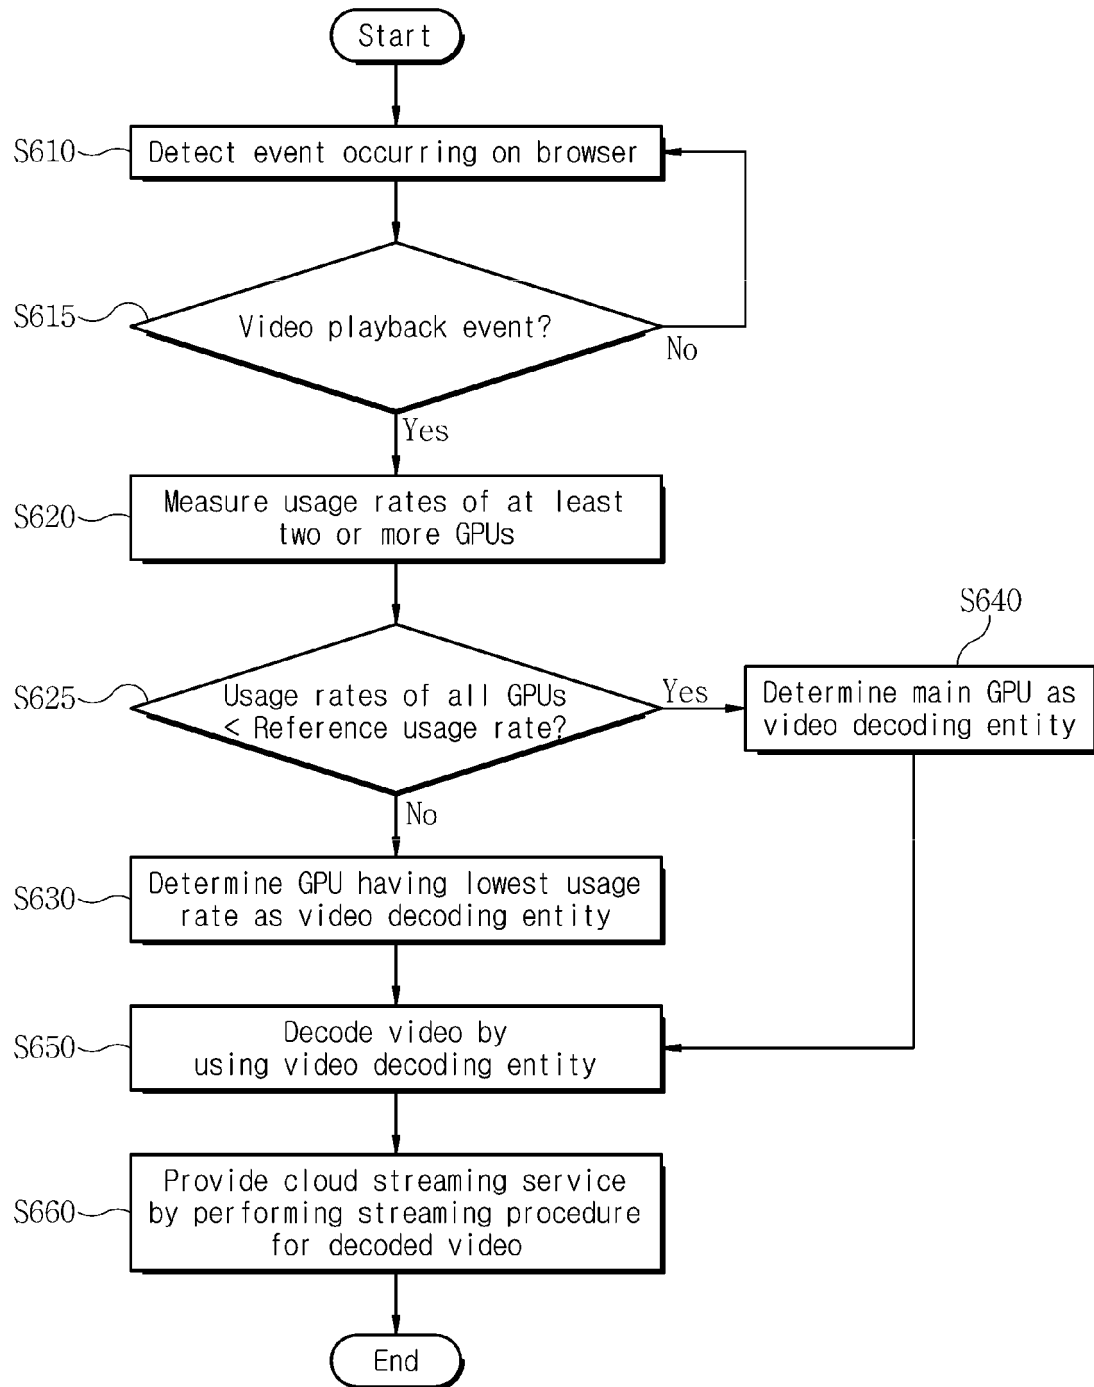 Start
S610
Detect event occurring on browser
S615
Video playback event?
No
Yes
S620
Measure usage rates of at least
two or more GPUs
S640
S625
Usage rates of all GPUs
< Reference usage rate?
Yes
Determine main GPU as
video decoding entity
No
S630
Determine GPU having lowest usage
rate as video decoding entity
S650
Decode video by
using video decoding entity
S660
Provide cloud streaming service
by performing streaming procedure
for decoded video
End